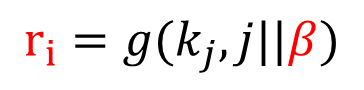 rᵢ = g(kⱼ, j||β)